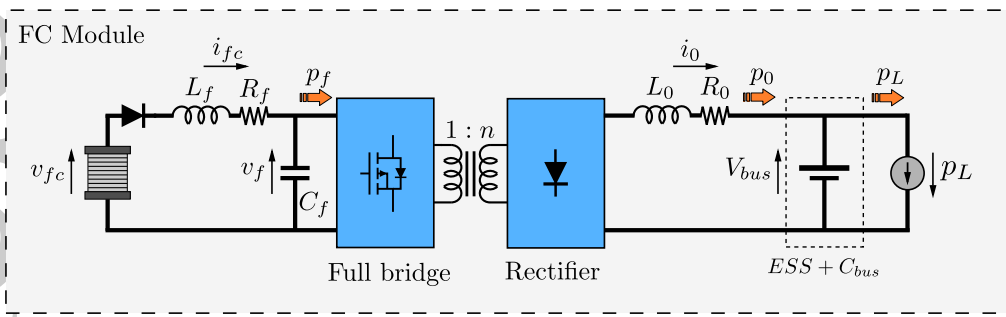 FC Module
i_{fc}
L_f
R_f
p_f
v_{fc}
v_f
C_f
1 : n
Full bridge
Rectifier
i_0
L_0
R_0
p_0
p_L
V_{bus}
p_L
ESS + C_{bus}